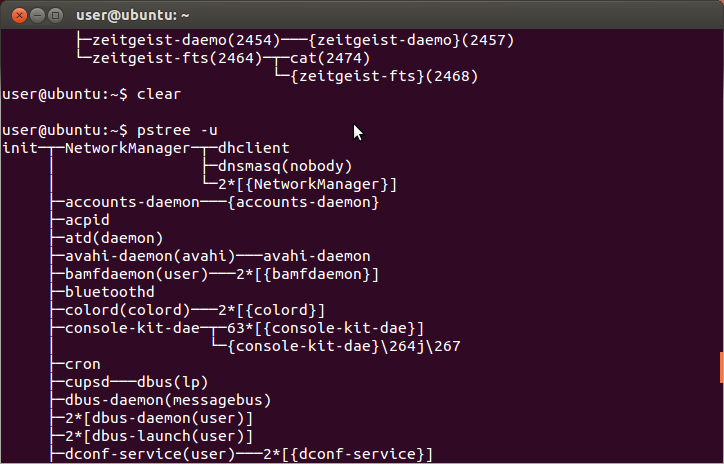 user@ubuntu: ~
        ├─zeitgeist-daemo(2454)───{zeitgeist-daemo}(2457)
        └─zeitgeist-fts(2464)─┬─cat(2474)
                              └─{zeitgeist-fts}(2468)
user@ubuntu:~$ clear
user@ubuntu:~$ pstree -u
init─┬─NetworkManager─┬─dhclient
     │                ├─dnsmasq(nobody)
     │                └─2*[{NetworkManager}]
     ├─accounts-daemon───{accounts-daemon}
     ├─acpid
     ├─atd(daemon)
     ├─avahi-daemon(avahi)───avahi-daemon
     ├─bamfdaemon(user)───2*[{bamfdaemon}]
     ├─bluetoothd
     ├─colord(colord)───2*[{colord}]
     ├─console-kit-dae─┬─63*[{console-kit-dae}]
     │                 └─{console-kit-dae}\264j\267
     ├─cron
     ├─cupsd───dbus(lp)
     ├─dbus-daemon(messagebus)
     ├─2*[dbus-daemon(user)]
     ├─2*[dbus-launch(user)]
     ├─dconf-service(user)───2*[{dconf-service}]